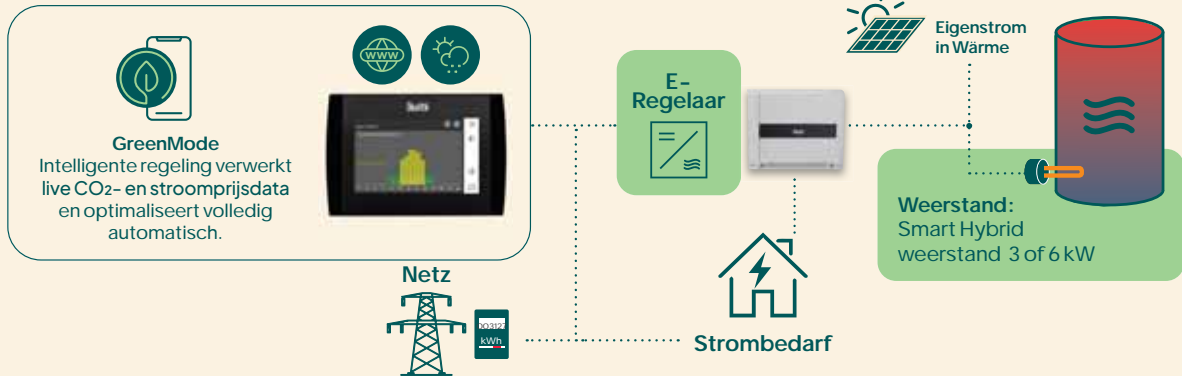 www
GreenMode
Intelligente regeling verwerkt
live CO₂- en stroomprijsdata
en optimaliseert volledig
automatisch.
E-
Regelaar
Eigenstrom
in Wärme
Weerstand:
Smart Hybrid
weerstand 3 of 6 kW
Netz
kWh
Strombedarf